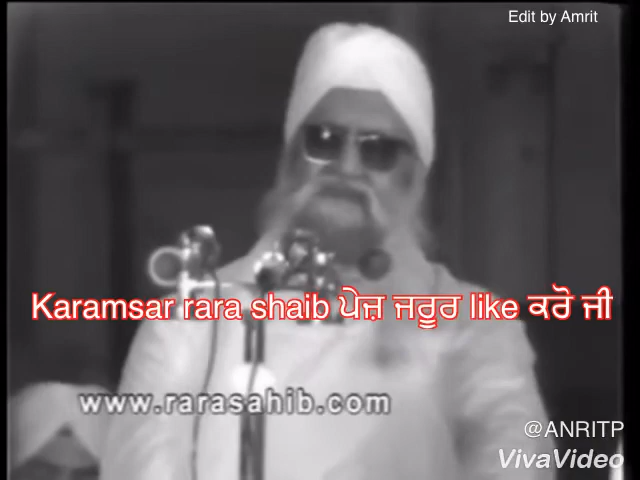 Edit by Amrit
Karamsar rara shaib ਪੇਜ਼ ਜਰੂਰ like ਕਰੋ ਜੀ
www.rarasahib.com
@ANRITP
VivaVideo